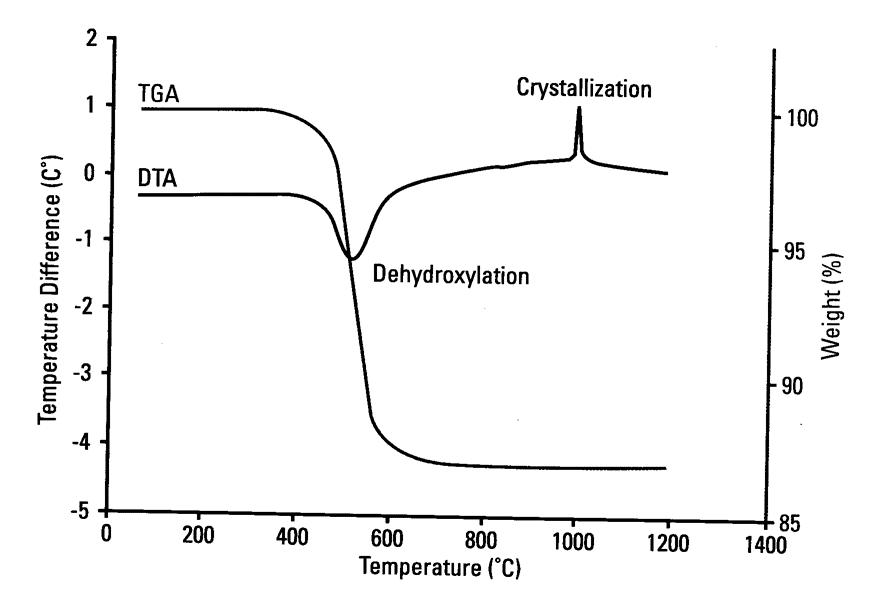 2
1
0
-1
-2
-3
-4
-5
Temperature Difference (C°)
TGA
DTA
Crystallization
Dehydroxylation
100
95
90
85
Weight (%)
0 200 400 600 800 1000 1200 1400
Temperature (°C)